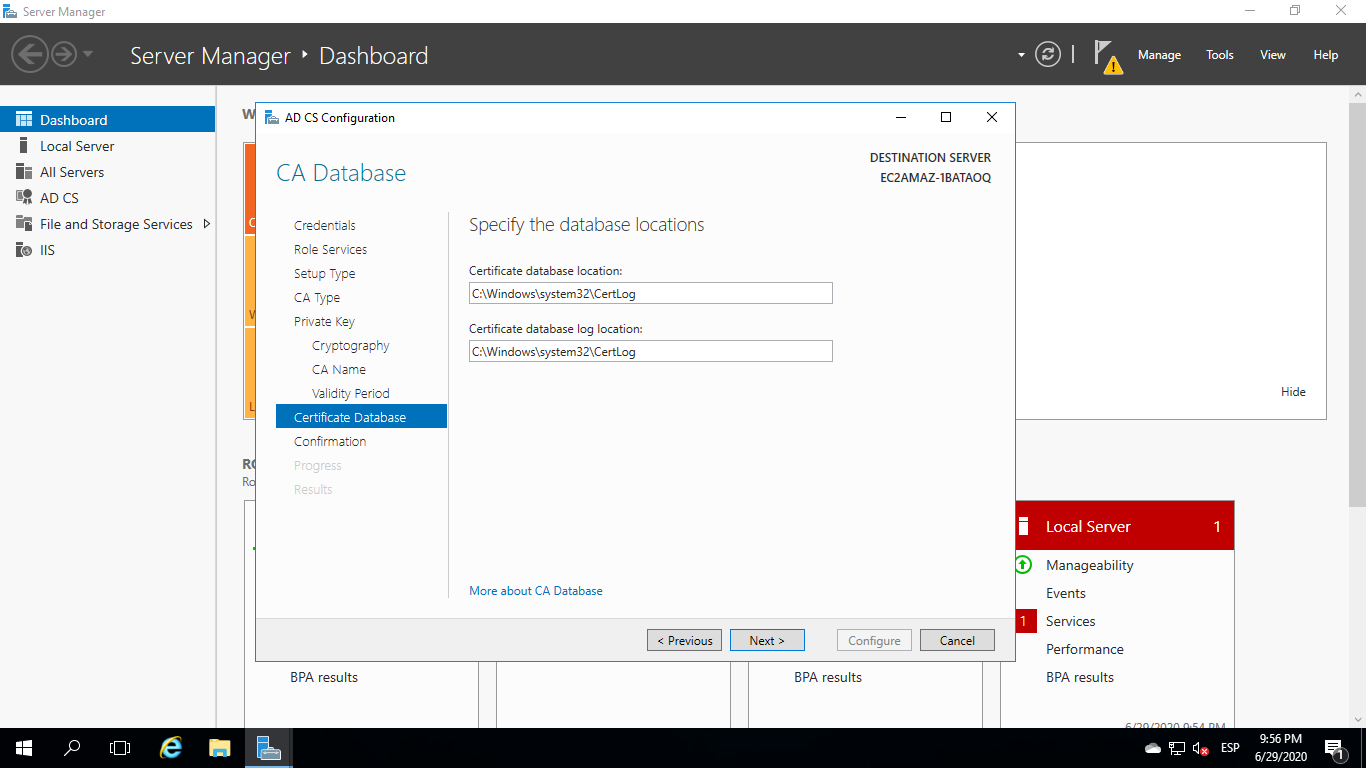 Server Manager
Server Manager ‣ Dashboard
Manage
Tools
View
Help
Dashboard
Local Server
All Servers
AD CS
File and Storage Services
IIS
W
AD CS Configuration
CA Database
DESTINATION SERVER
EC2AMAZ-1BATAOQ
Credentials
Role Services
Setup Type
CA Type
Private Key
Cryptography
CA Name
Validity Period
Certificate Database
Confirmation
Progress
Results
Specify the database locations
Certificate database location:
C:\Windows\system32\CertLog
Certificate database log location:
C:\Windows\system32\CertLog
More about CA Database
< Previous
Next >
Configure
Cancel
Hide
Local Server 1
Manageability
Events
1 Services
Performance
BPA results
BPA results
BPA results
6/29/2020 9:54 PM
ESP
9:56 PM
6/29/2020
1